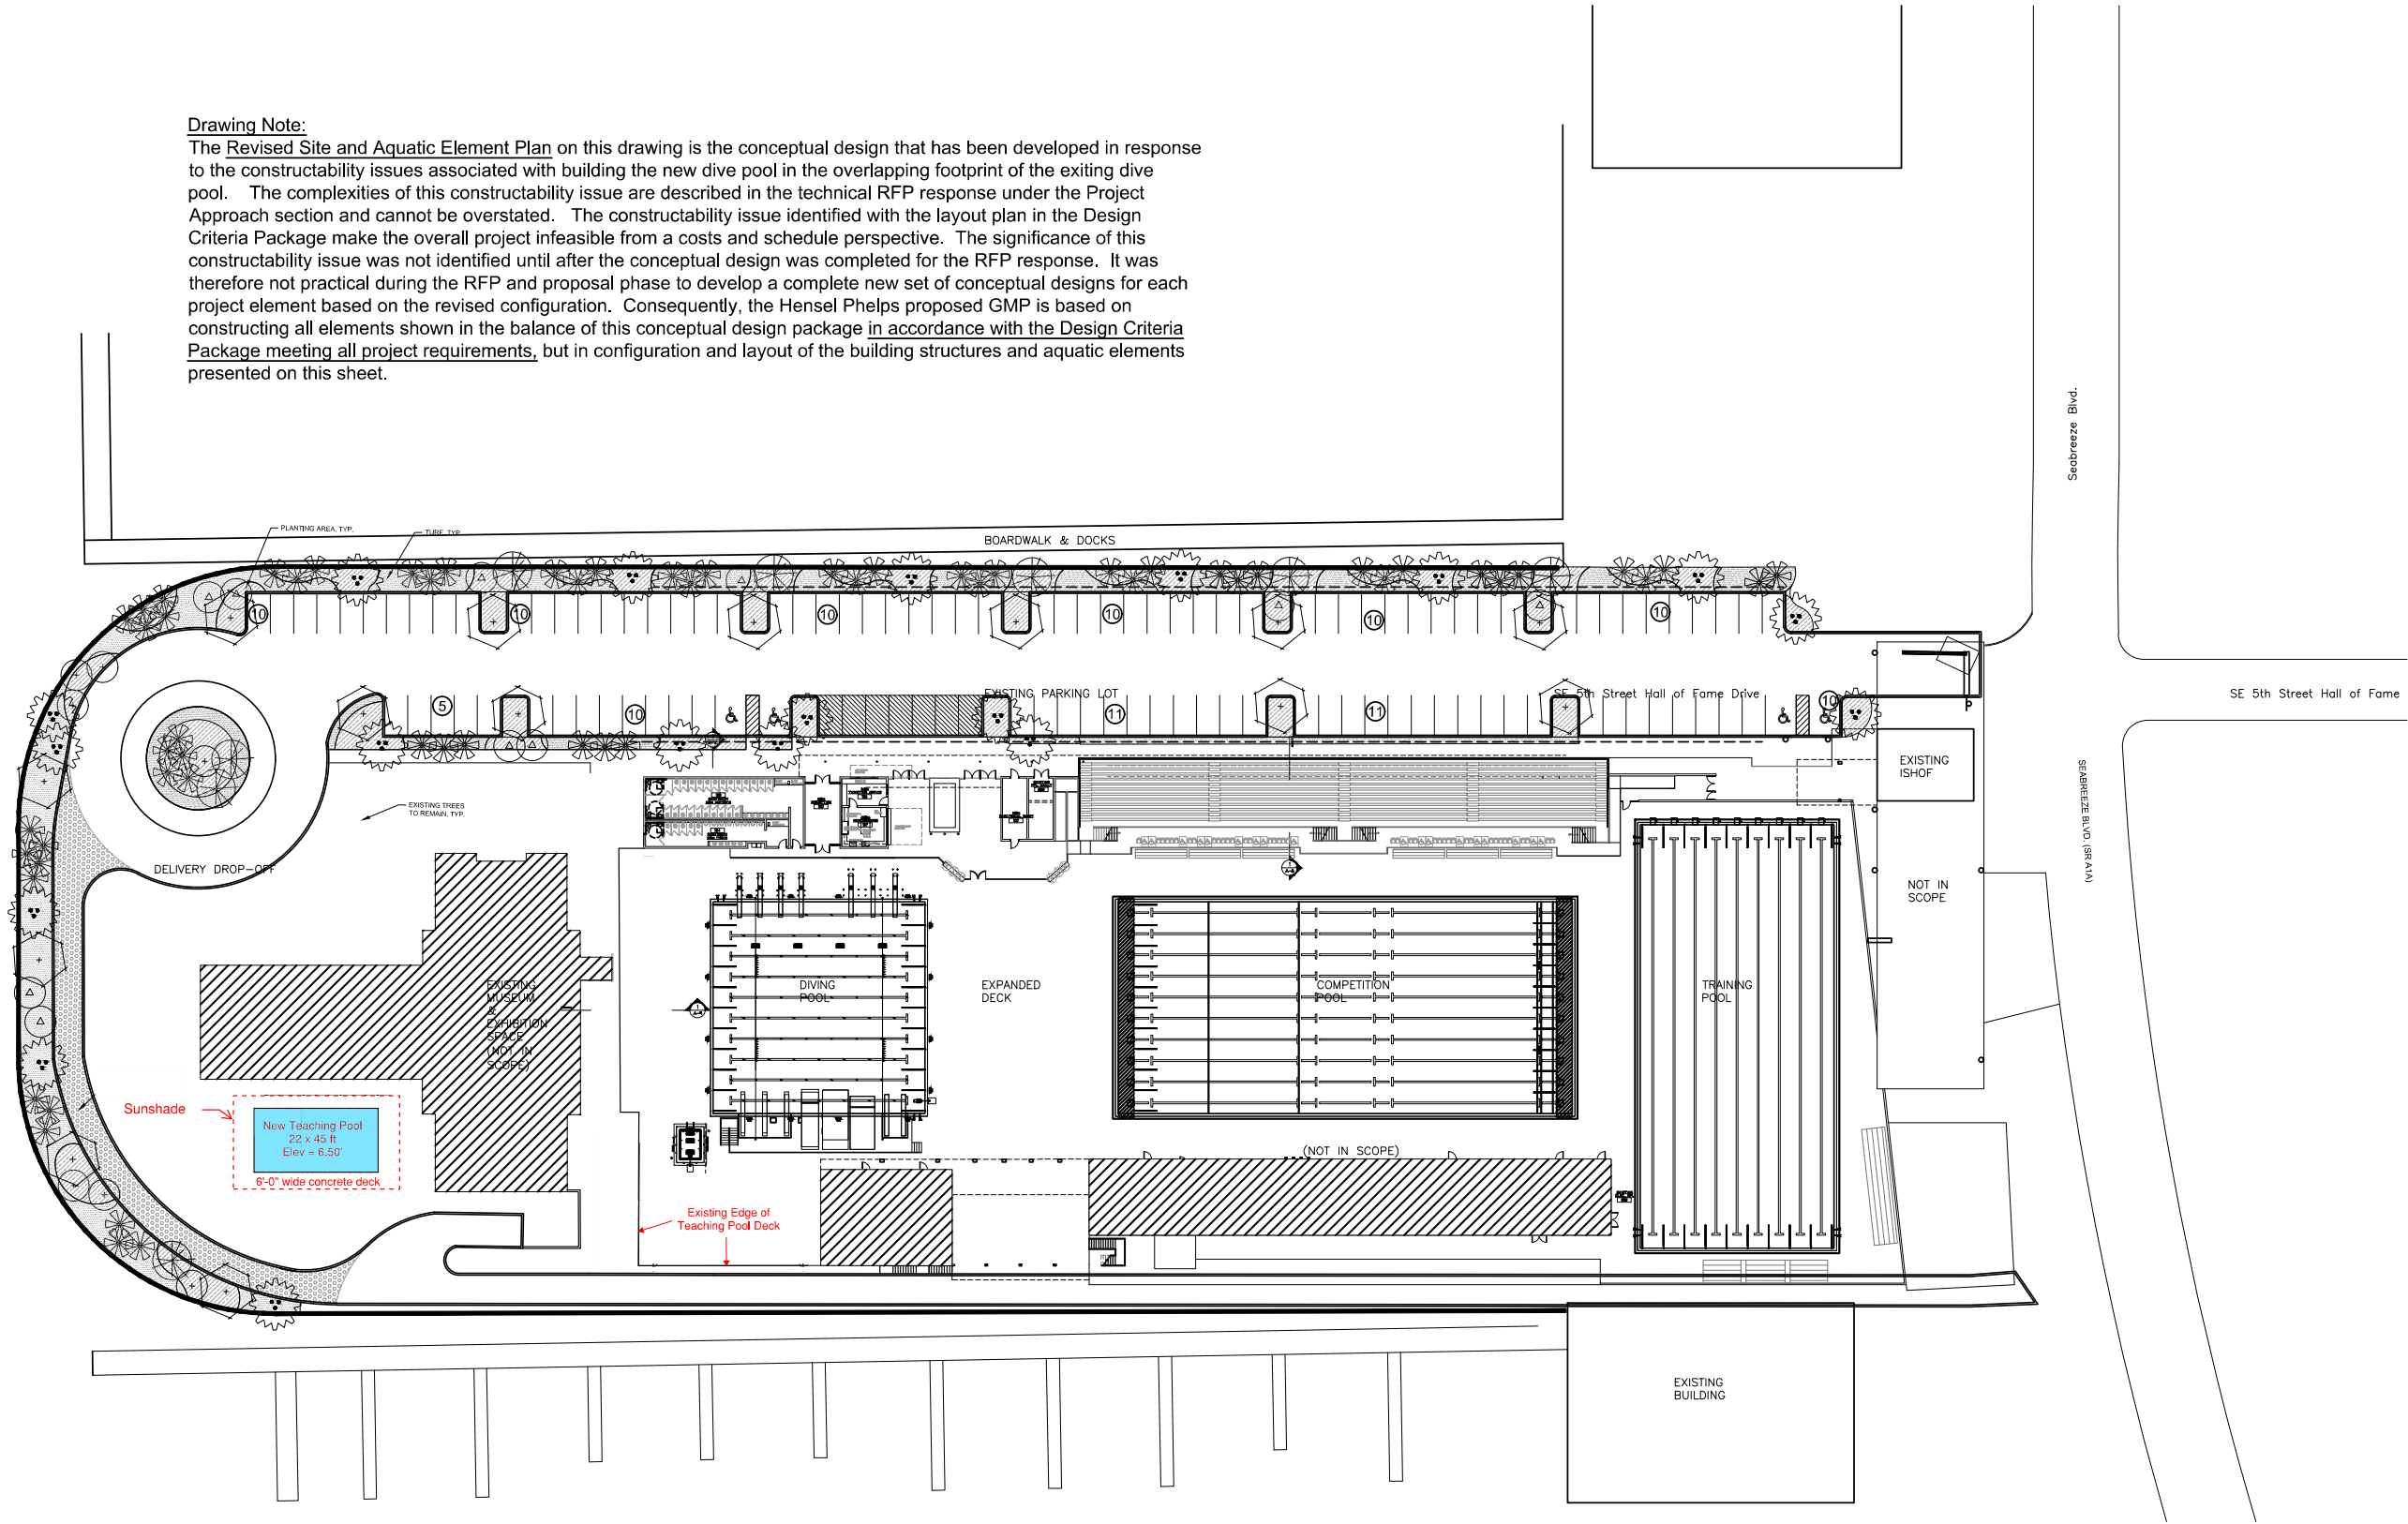 Drawing Note:
The Revised Site and Aquatic Element Plan on this drawing is the conceptual design that has been developed in response
to the constructability issues associated with building the new dive pool in the overlapping footprint of the exiting dive
pool. The complexities of this constructability issue are described in the technical RFP response under the Project
Approach section and cannot be overstated. The constructability issue identified with the layout plan in the Design
Criteria Package make the overall project infeasible from a costs and schedule perspective. The significance of this
constructability issue was not identified until after the conceptual design was completed for the RFP response. It was
therefore not practical during the RFP and proposal phase to develop a complete new set of conceptual designs for each
project element based on the revised configuration. Consequently, the Hensel Phelps proposed GMP is based on
constructing all elements shown in the balance of this conceptual design package in accordance with the Design Criteria
Package meeting all project requirements, but in configuration and layout of the building structures and aquatic elements
presented on this sheet.
Seabreeze Blvd.
PLANTING AREA, TYP.
TURF, TYP.
BOARDWALK & DOCKS
10
10
10
10
10
10
5
10
EXISTING PARKING LOT
11
11
SE 5th Street Hall of Fame Drive
10
SE 5th Street Hall of Fame
EXISTING
ISHOF
SEABREEZE BLVD. (SR A1A)
EXISTING TREES
TO REMAIN, TYP.
DELIVERY DROP-OFF
NOT IN
SCOPE
EXISTING
MUSEUM
&
EXHIBITION
SPACE
(NOT IN
SCOPE)
DIVING
POOL
EXPANDED
DECK
COMPETITION
POOL
TRAINING
POOL
Sunshade
New Teaching Pool
22 x 45 ft
Elev = 6.50'
6'-0" wide concrete deck
(NOT IN SCOPE)
Existing Edge of
Teaching Pool Deck
EXISTING
BUILDING